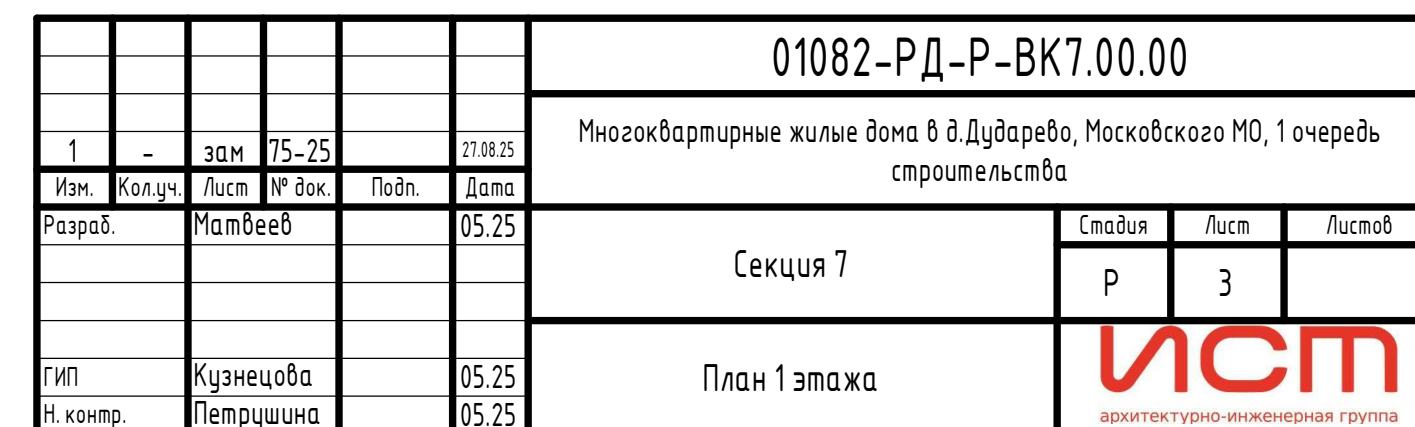 01082-РД-Р-ВК7.00.00
Многоквартирные жилые дома в д.Дударево, Московского МО, 1 очередь
строительства
1 - зам 75-25 27.08.25
Изм. Кол.уч. Лист № док. Подп. Дата
Разраб. Матвеев 05.25
Секция 7
Стадия Лист Листов
Р 3
ГИП Кузнецова 05.25
Н. контр. Петрушина 05.25
План 1 этажа
ИСТ
архитектурно-инженерная группа